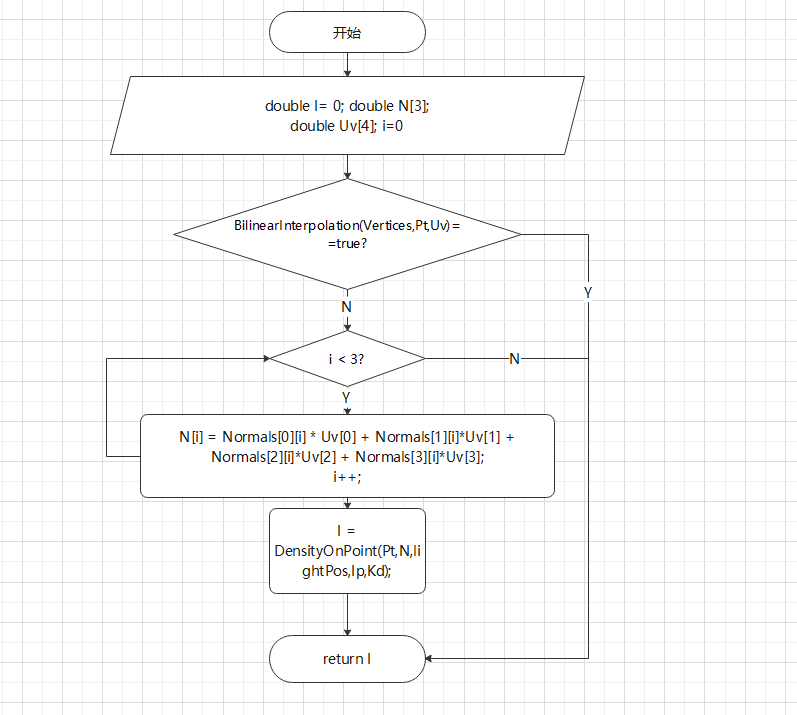 开始
double I= 0; double N[3];
double Uv[4]; i=0
BilinearInterpolation(Vertices,Pt,Uv)=
=true?
Y
N
i < 3?
N
Y
N[i] = Normals[0][i] * Uv[0] + Normals[1][i]*Uv[1] +
Normals[2][i]*Uv[2] + Normals[3][i]*Uv[3];
i++;
I =
DensityOnPoint(Pt,N,li
ghtPos,Ip,Kd);
return I